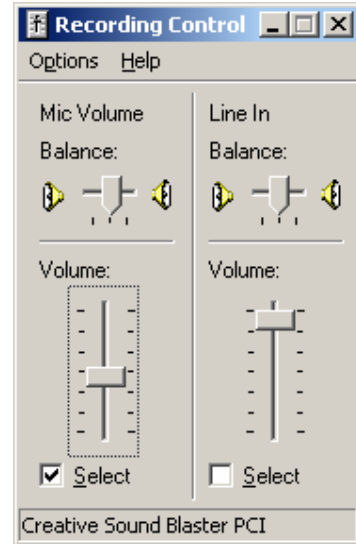 Recording Control
Options Help
Mic Volume
Line In
Balance:
Balance:
Volume:
Volume:
Select
Select
Creative Sound Blaster PCI